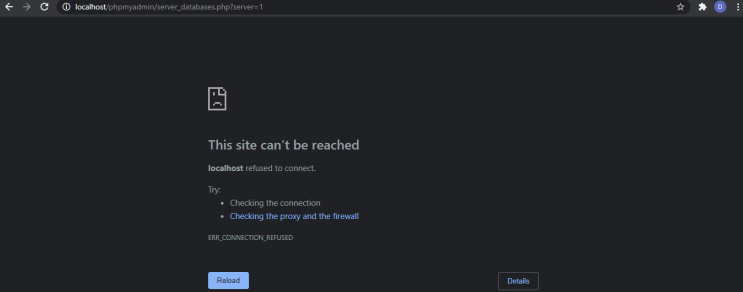 localhost/phpmyadmin/server_databases.php?server=1
D
This site can't be reached
localhost refused to connect.
Try:
• Checking the connection
• Checking the proxy and the firewall
ERR_CONNECTION_REFUSED
Reload
Details